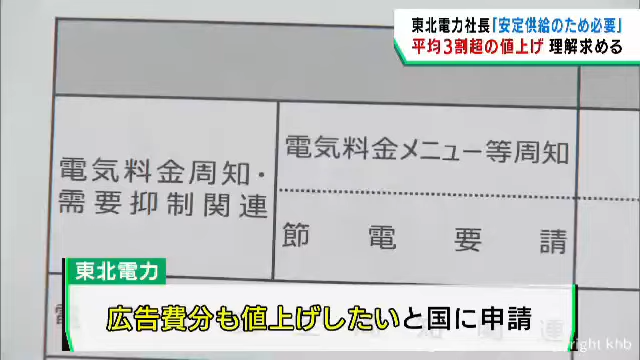 東北電力社長「安定供給のため必要」
平均3割超の値上げ 理解求める
電気料金周知・
需要抑制関連
電気料金メニュー等周知
節電要請
東北電力
広告費分も値上げしたいと国に申請
right khb